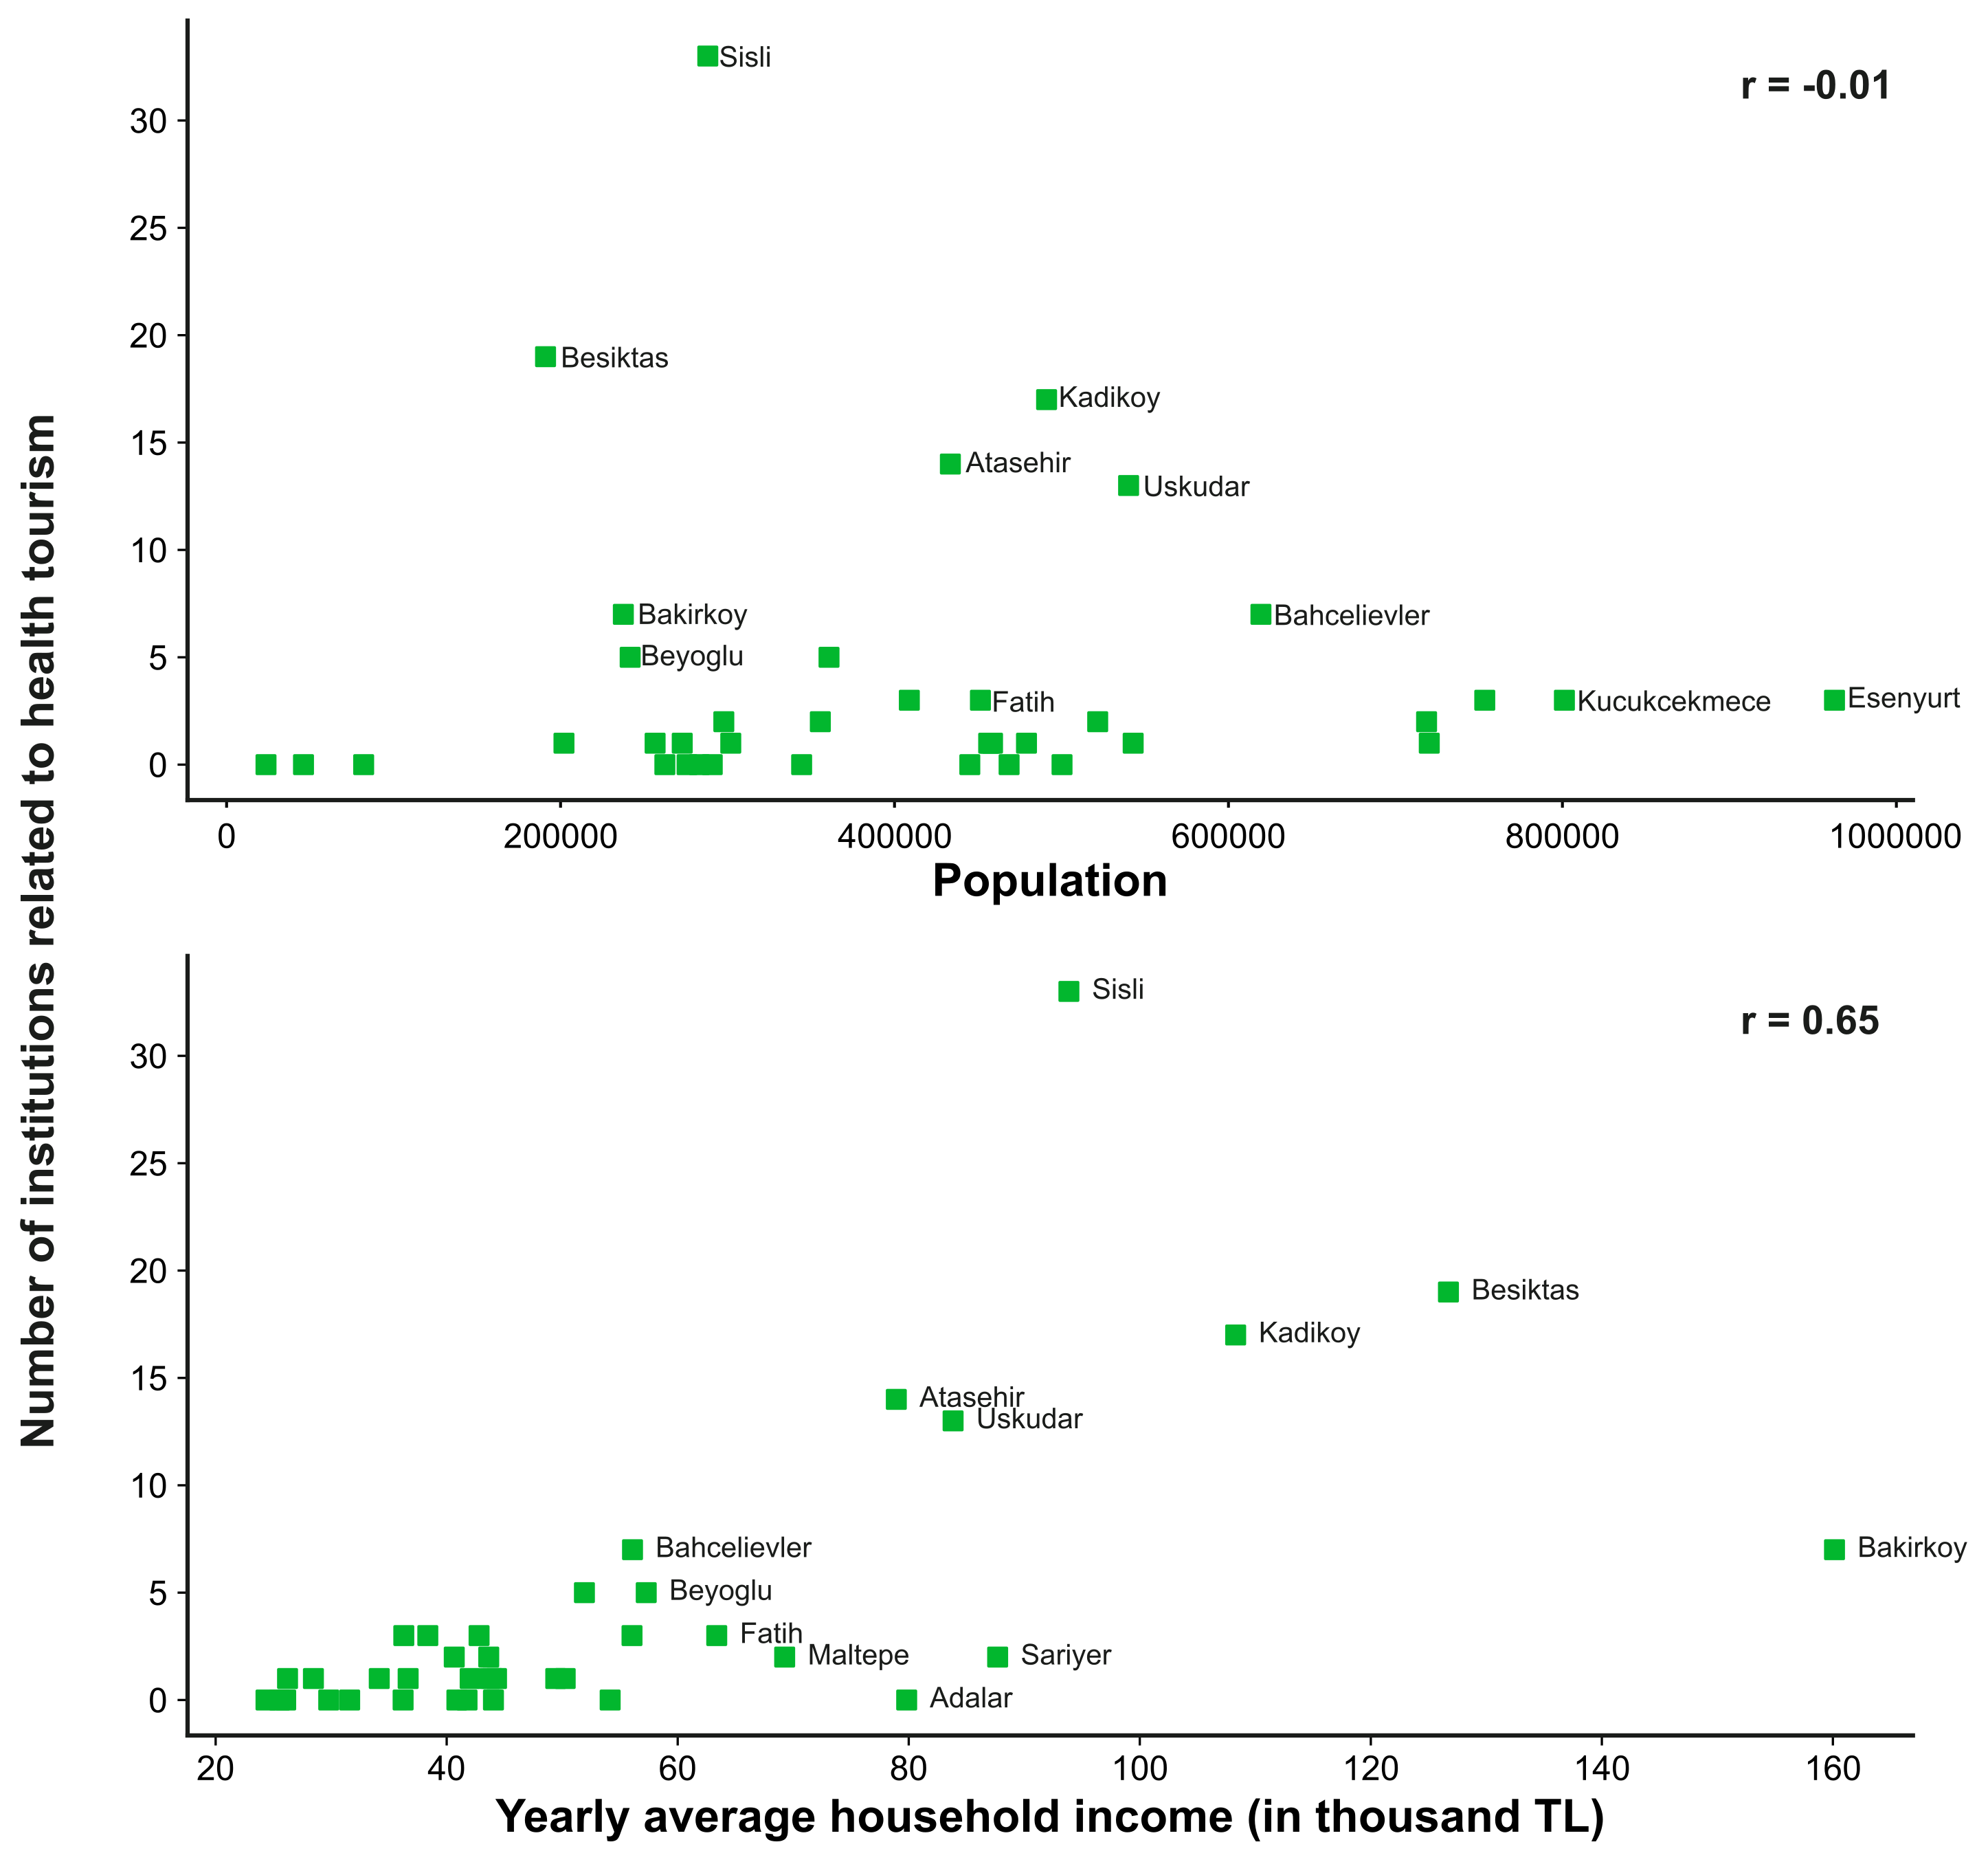 Number of institutions related to health tourism
r = -0.01
Sisli
Besiktas
Kadikoy
Atasehir
Uskudar
Bakirkoy
Bahcelievler
Beyoglu
Fatih
Kucukcekmece
Esenyurt
30
25
20
15
10
5
0
0 200000 400000 600000 800000 1000000
Population
r = 0.65
Sisli
Besiktas
Kadikoy
Atasehir
Uskudar
Bahcelievler
Bakirkoy
Beyoglu
Fatih
Maltepe
Sariyer
Adalar
30
25
20
15
10
5
0
20 40 60 80 100 120 140 160
Yearly average household income (in thousand TL)